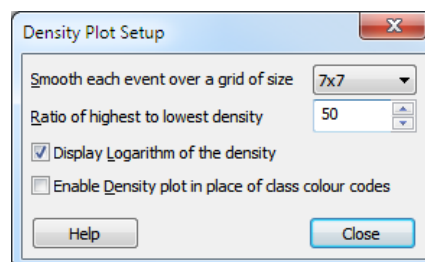 Density Plot Setup
Smooth each event over a grid of size 7x7
Ratio of highest to lowest density 50
Display Logarithm of the density
Enable Density plot in place of class colour codes
Help Close